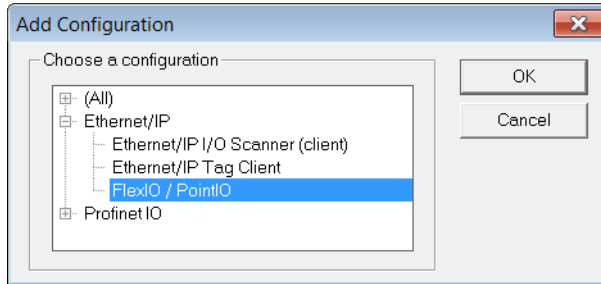 Add Configuration
Choose a configuration
OK
(All)
Ethernet/IP
Cancel
Ethernet/IP I/O Scanner (client)
Ethernet/IP Tag Client
FlexIO / PointIO
Profinet IO